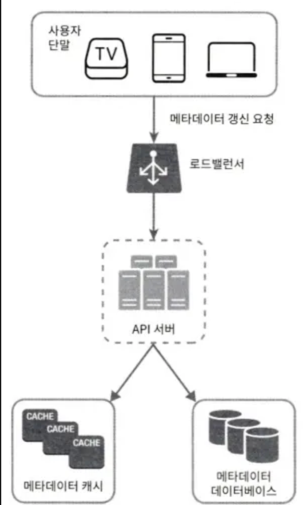 사용자
단말
TV
메타데이터 갱신 요청
로드밸런서
API 서버
CACHE
CACHE
CACHE
메타데이터 캐시
메타데이터
데이터베이스